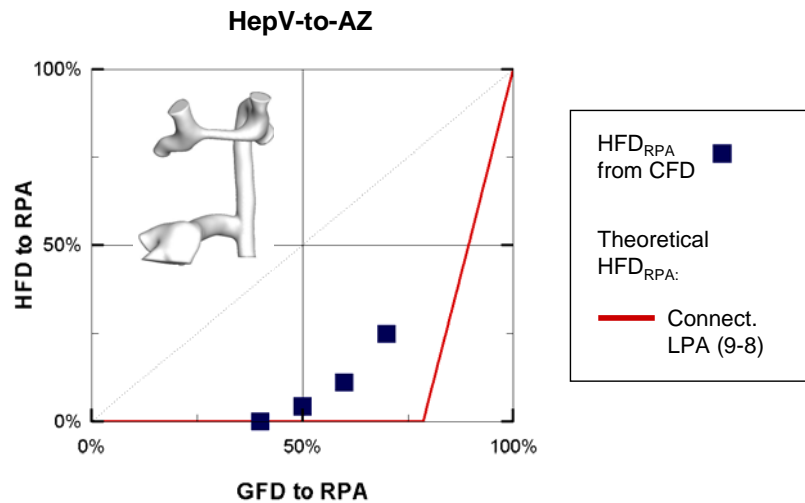 HepV-to-AZ
100%
50%
0%
HFD to RPA
0%
50%
100%
GFD to RPA
HFDRPA
from CFD
Theoretical
HFDRPA:
Connect.
LPA (9-8)